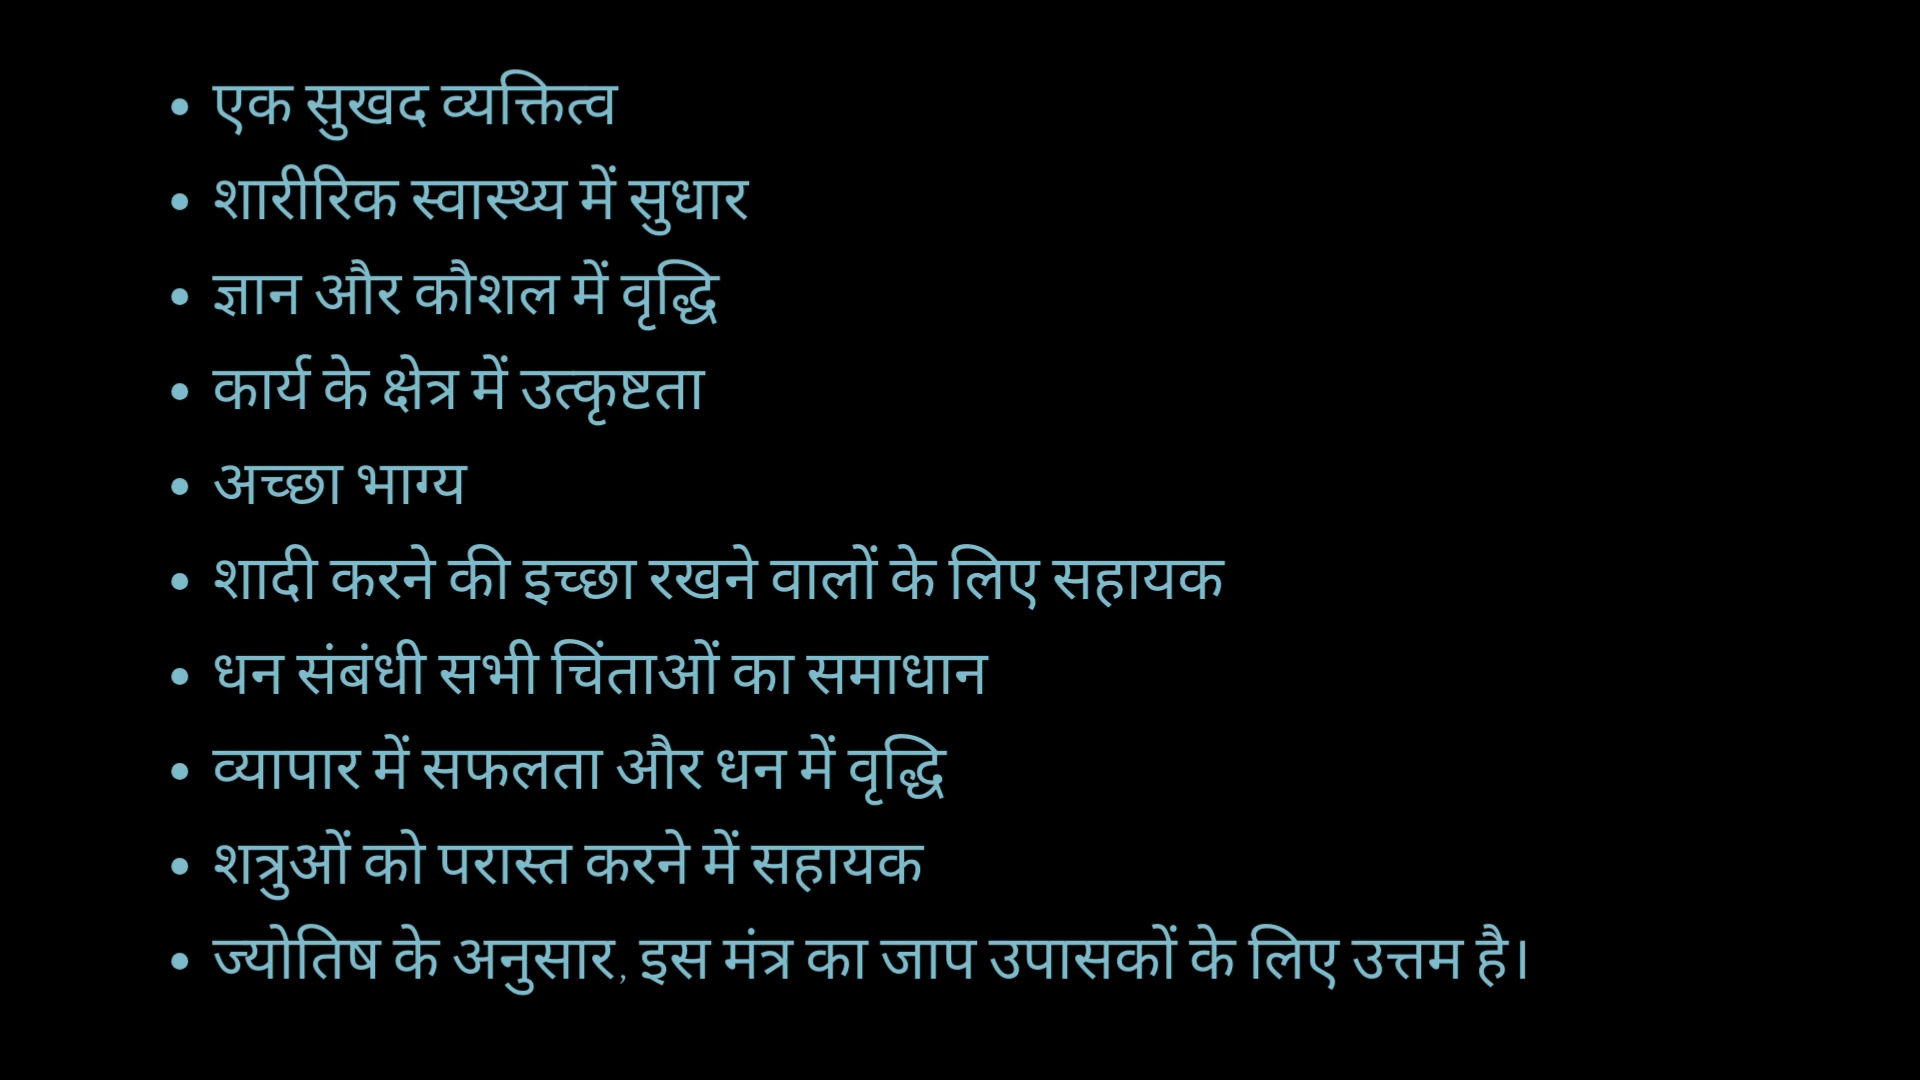 • एक सुखद व्यक्तित्व
• शारीरिक स्वास्थ्य में सुधार
• ज्ञान और कौशल में वृद्धि
• कार्य के क्षेत्र में उत्कृष्टता
• अच्छा भाग्य
• शादी करने की इच्छा रखने वालों के लिए सहायक
• धन संबंधी सभी चिंताओं का समाधान
• व्यापार में सफलता और धन में वृद्धि
• शत्रुओं को परास्त करने में सहायक
• ज्योतिष के अनुसार, इस मंत्र का जाप उपासकों के लिए उत्तम है।